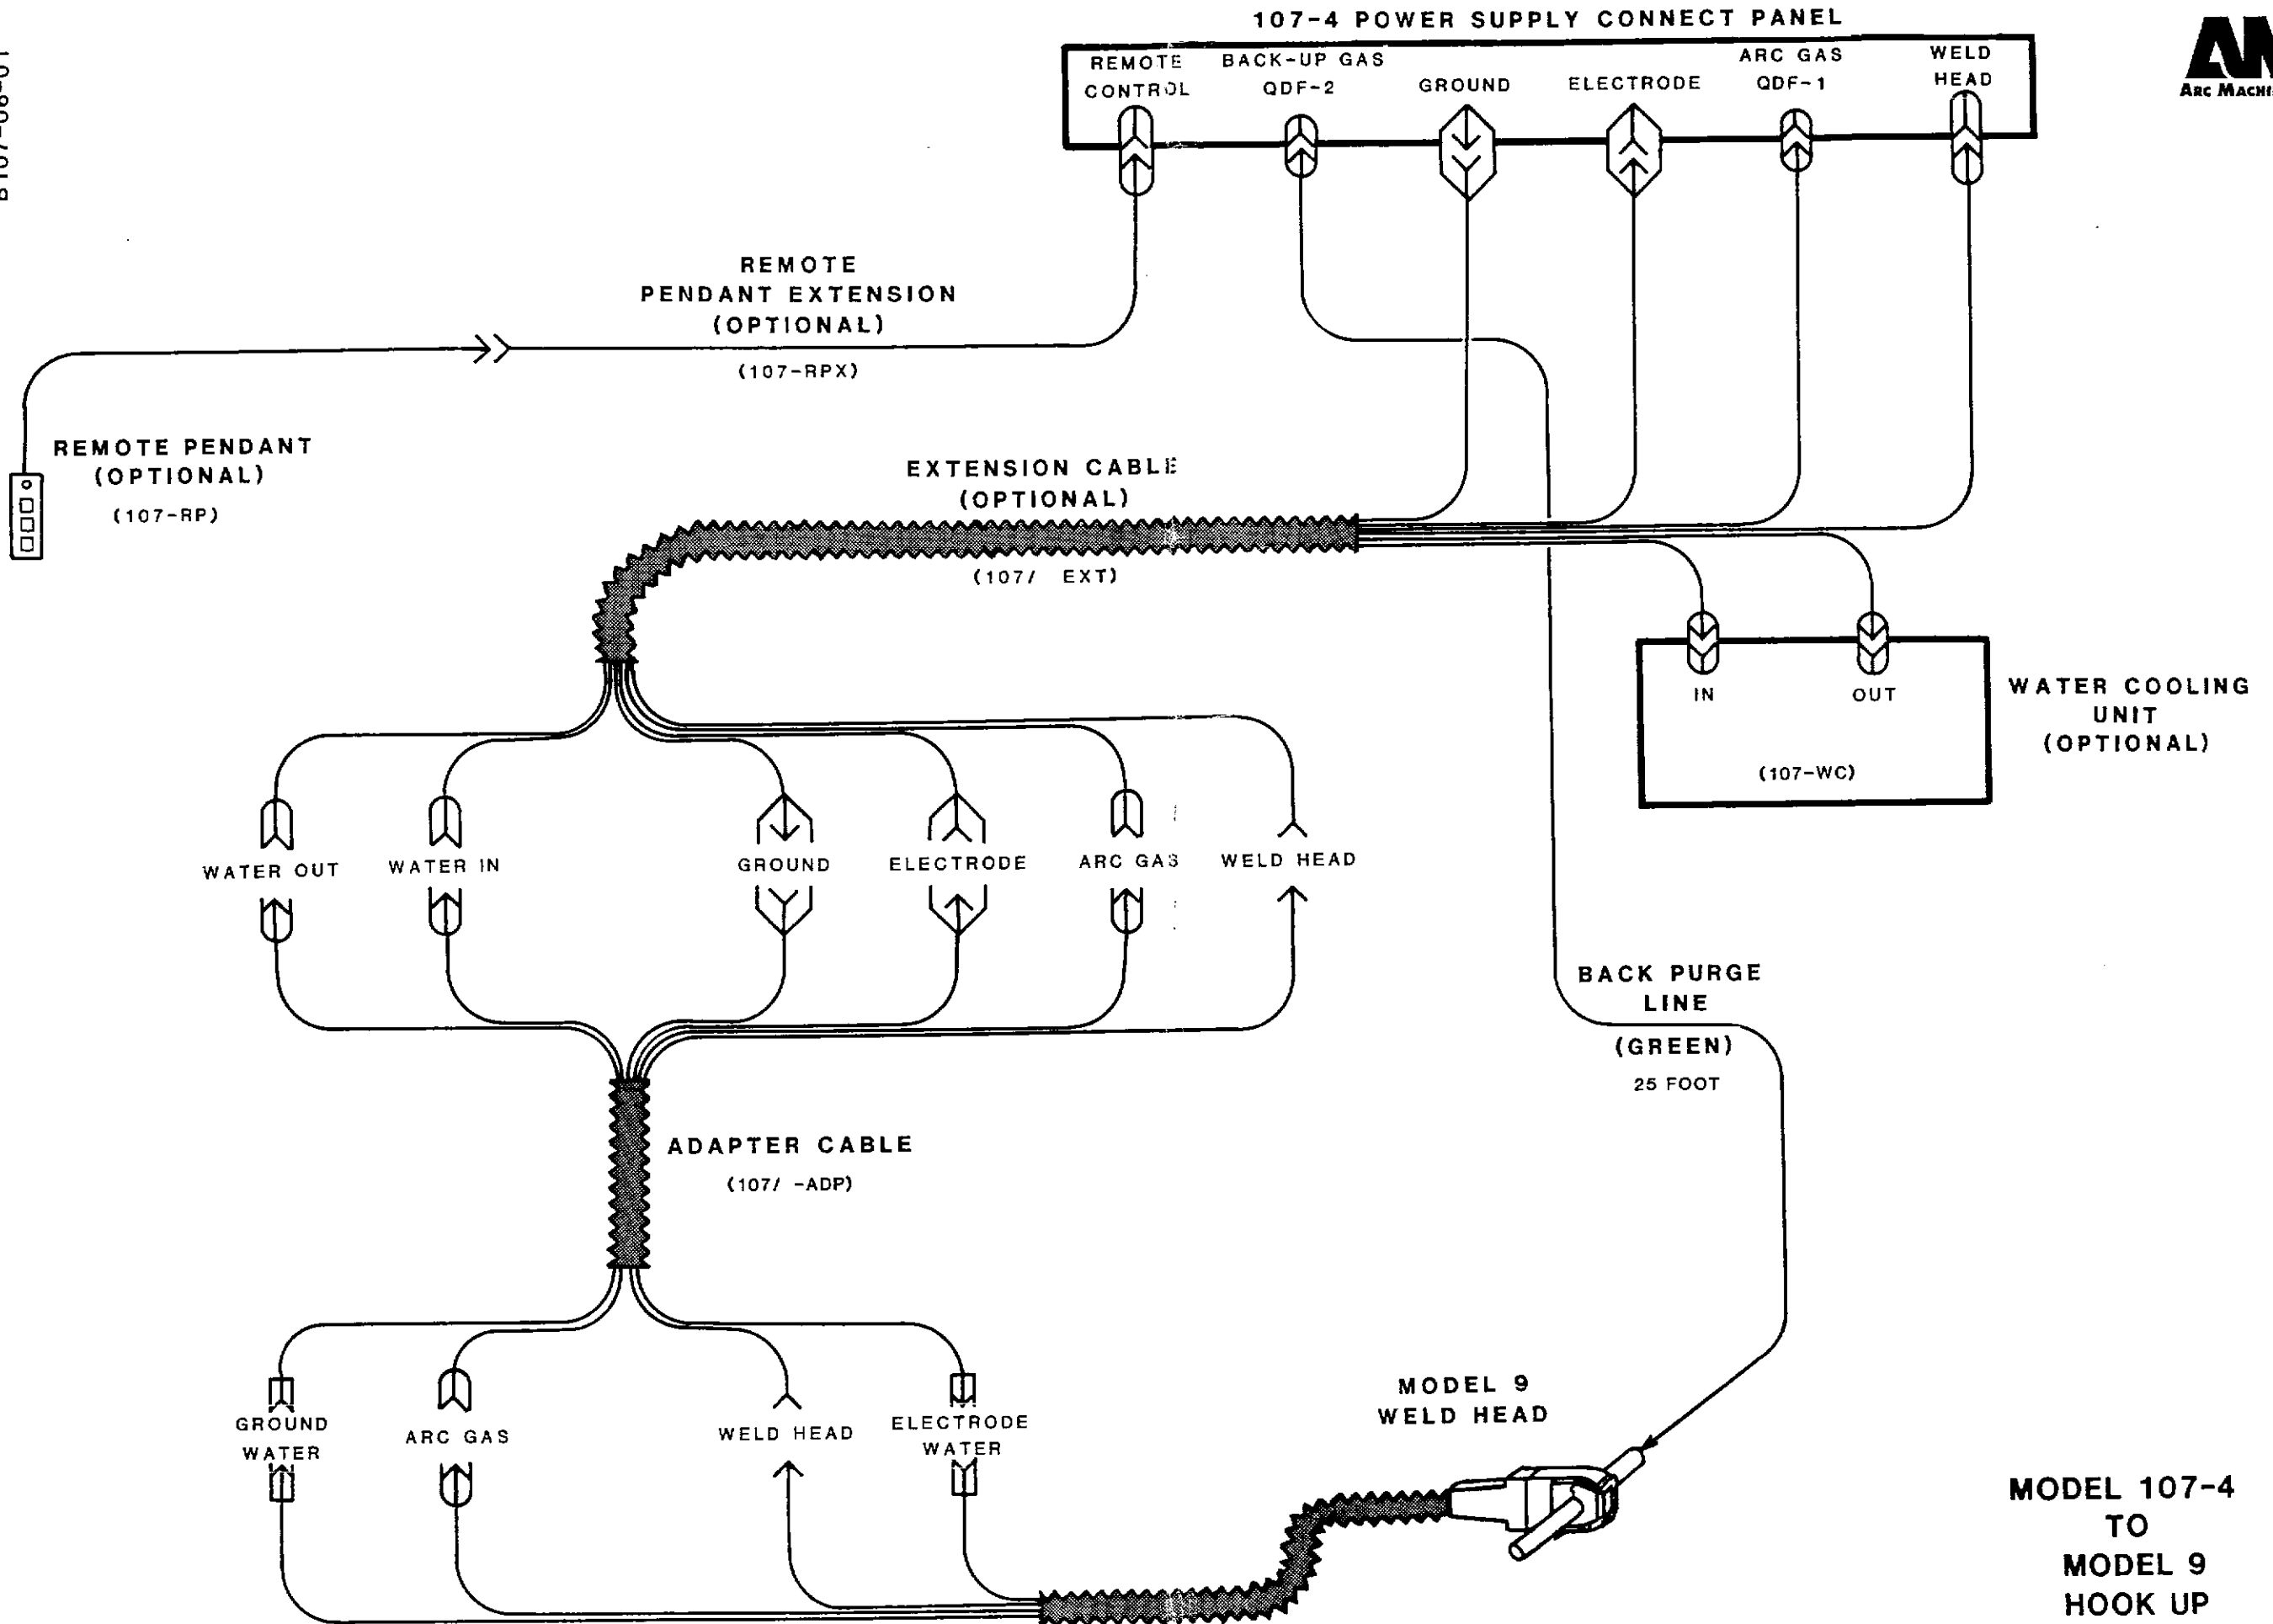 107-4 POWER SUPPLY CONNECT PANEL
REMOTE
CONTROL
BACK-UP GAS
QDF-2
GROUND
ELECTRODE
ARC GAS
QDF-1
WELD
HEAD
REMOTE
PENDANT EXTENSION
(OPTIONAL)
(107-RPX)
REMOTE PENDANT
(OPTIONAL)
(107-RP)
EXTENSION CABLE
(OPTIONAL)
(107/ EXT)
IN
OUT
(107-WC)
WATER COOLING
UNIT
(OPTIONAL)
WATER OUT
WATER IN
GROUND
ELECTRODE
ARC GAS
WELD HEAD
BACK PURGE
LINE
(GREEN)
25 FOOT
ADAPTER CABLE
(107/ -ADP)
GROUND
WATER
ARC GAS
WELD HEAD
ELECTRODE
WATER
MODEL 9
WELD HEAD
MODEL 107-4
TO
MODEL 9
HOOK UP